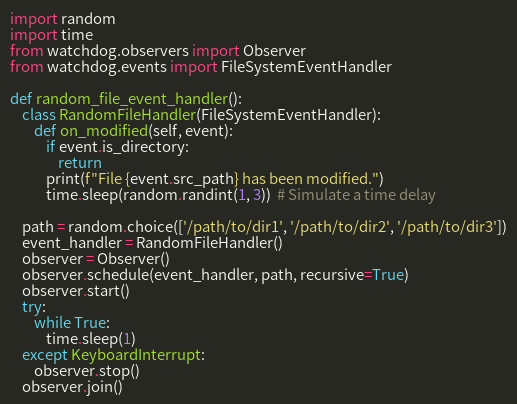 import random
import time
from watchdog.observers import Observer
from watchdog.events import FileSystemEventHandler

def random_file_event_handler():
    class RandomFileHandler(FileSystemEventHandler):
        def on_modified(self, event):
            if event.is_directory:
                return
            print(f"File {event.src_path} has been modified.")
            time.sleep(random.randint(1, 3))  # Simulate a time delay

    path = random.choice(['/path/to/dir1', '/path/to/dir2', '/path/to/dir3'])
    event_handler = RandomFileHandler()
    observer = Observer()
    observer.schedule(event_handler, path, recursive=True)
    observer.start()
    try:
        while True:
            time.sleep(1)
    except KeyboardInterrupt:
        observer.stop()
    observer.join()